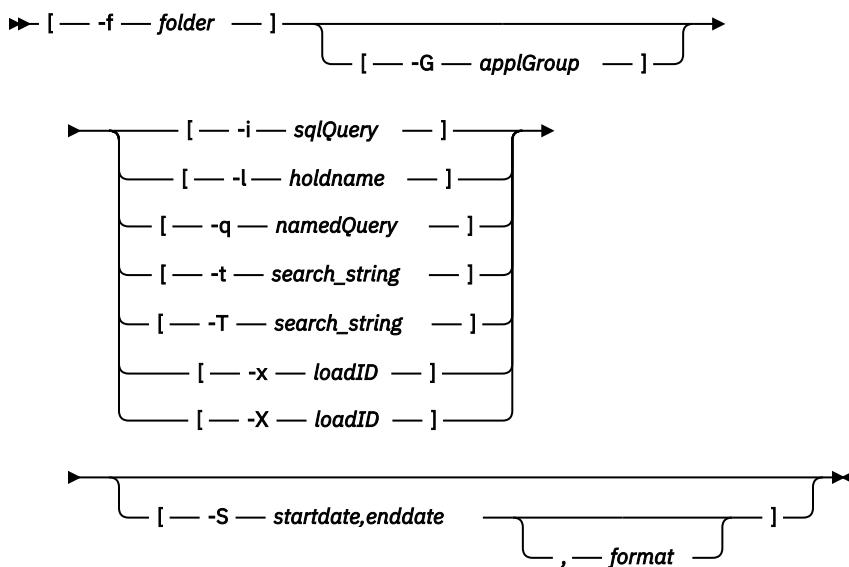 [ -f folder ]
[ -G applGroup ]
[ -i sqlQuery ]
[ -l holdname ]
[ -q namedQuery ]
[ -t search_string ]
[ -T search_string ]
[ -x loadID ]
[ -X loadID ]
[ -S startdate,enddate ]
, format